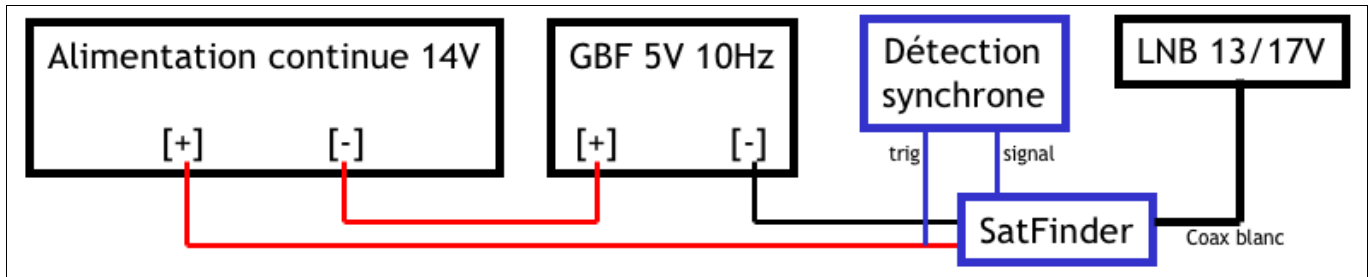 Alimentation continue 14V
[+]
[-]
GBF 5V 10Hz
[+]
[-]
Détection
synchrone
trig
signal
LNB 13/17V
SatFinder
Coax blanc